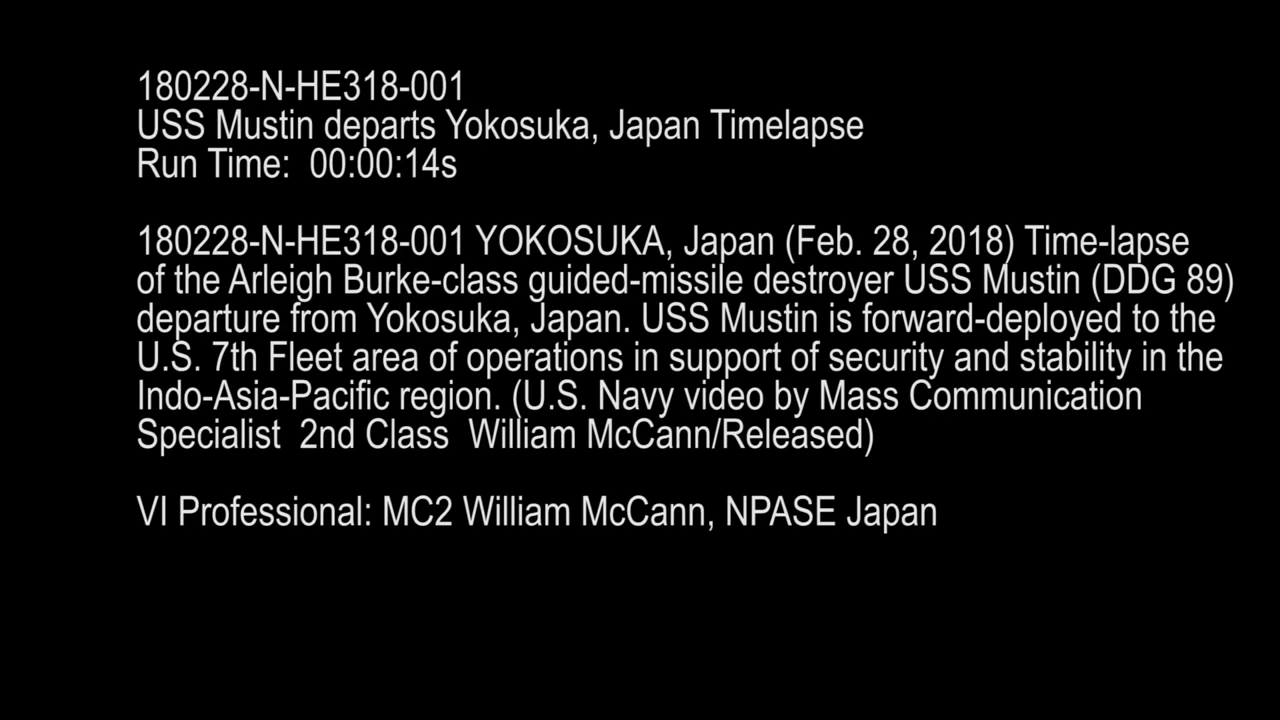 180228-N-HE318-001
USS Mustin departs Yokosuka, Japan Timelapse
Run Time:  00:00:14s
180228-N-HE318-001 YOKOSUKA, Japan (Feb. 28, 2018) Time-lapse
of the Arleigh Burke-class guided-missile destroyer USS Mustin (DDG 89)
departure from Yokosuka, Japan. USS Mustin is forward-deployed to the
U.S. 7th Fleet area of operations in support of security and stability in the
Indo-Asia-Pacific region. (U.S. Navy video by Mass Communication
Specialist  2nd Class  William McCann/Released)
VI Professional: MC2 William McCann, NPASE Japan